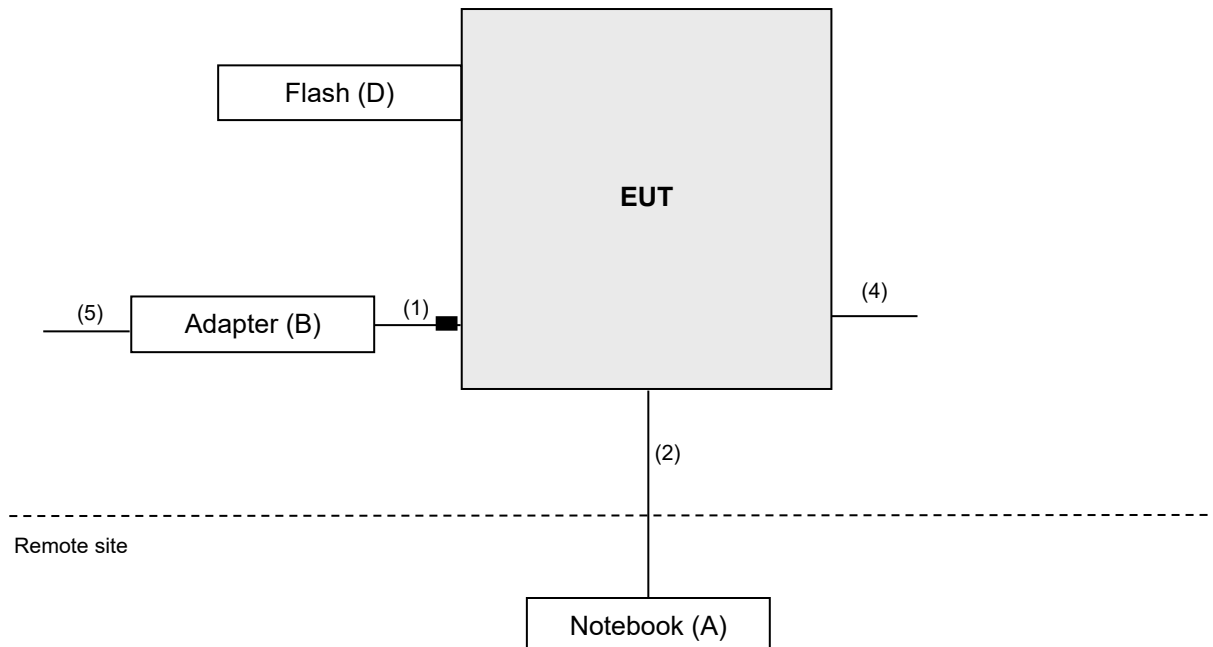 Flash (D)
EUT
(5)
Adapter (B)
(1)
(4)
(2)
Remote site
Notebook (A)